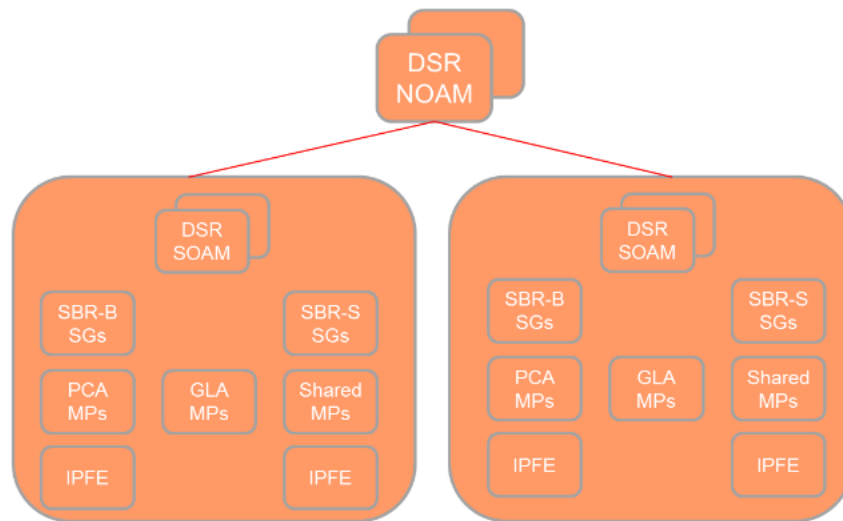 DSR
NOAM
DSR
SOAM
SBR-B
SGs
SBR-S
SGs
PCA
MPs
GLA
MPs
Shared
MPs
IPFE
IPFE
DSR
SOAM
SBR-B
SGs
SBR-S
SGs
PCA
MPs
GLA
MPs
Shared
MPs
IPFE
IPFE